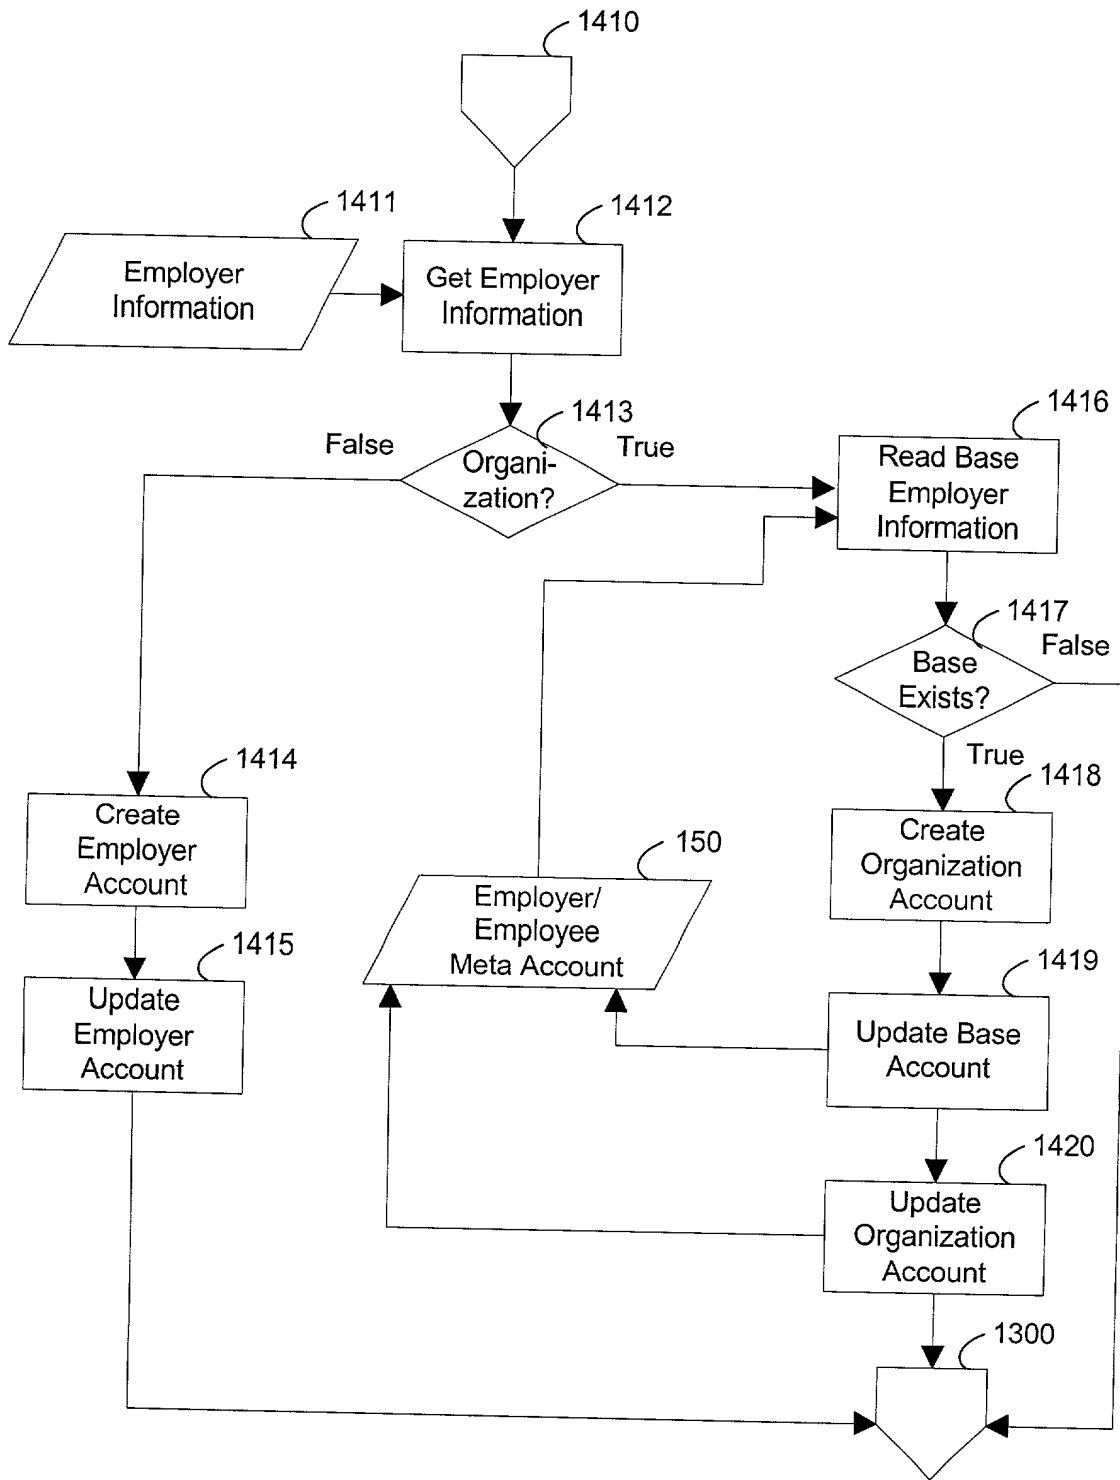 1410
1411
Employer
Information
1412
Get Employer
Information
1413
False
True
Organi-
zation?
1416
Read Base
Employer
Information
1417
False
Base
Exists?
True
1414
Create
Employer
Account
1418
Create
Organization
Account
150
Employer/
Employee
Meta Account
1415
Update
Employer
Account
1419
Update Base
Account
1420
Update
Organization
Account
1300